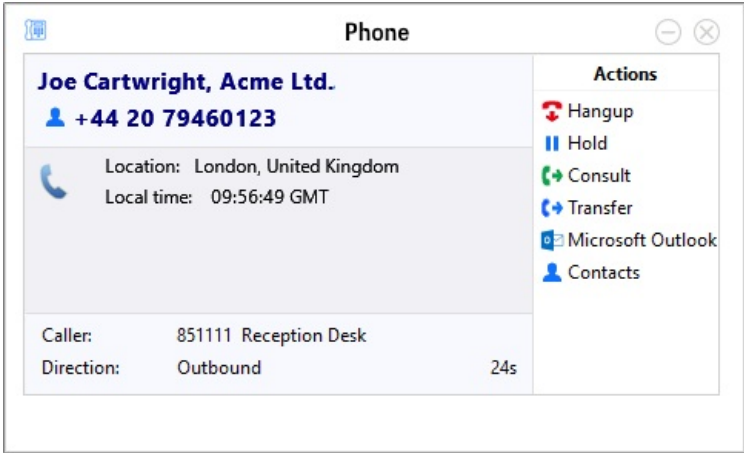 Phone
Joe Cartwright, Acme Ltd.
+44 20 79460123
Location: London, United Kingdom
Local time: 09:56:49 GMT
Caller: 851111 Reception Desk
Direction: Outbound 24s
Actions
Hangup
Hold
Consult
Transfer
Microsoft Outlook
Contacts